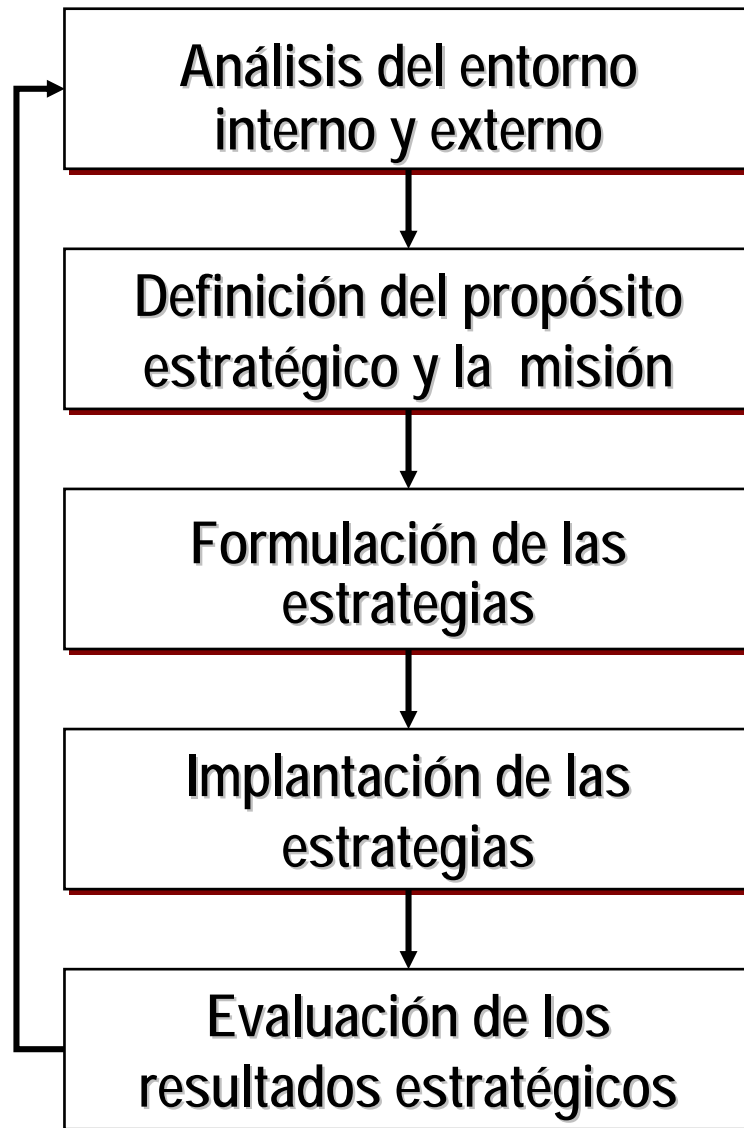 Análisis del entorno
interno y externo
Definición del propósito
estratégico y la misión
Formulación de las
estrategias
Implantación de las
estrategias
Evaluación de los
resultados estratégicos